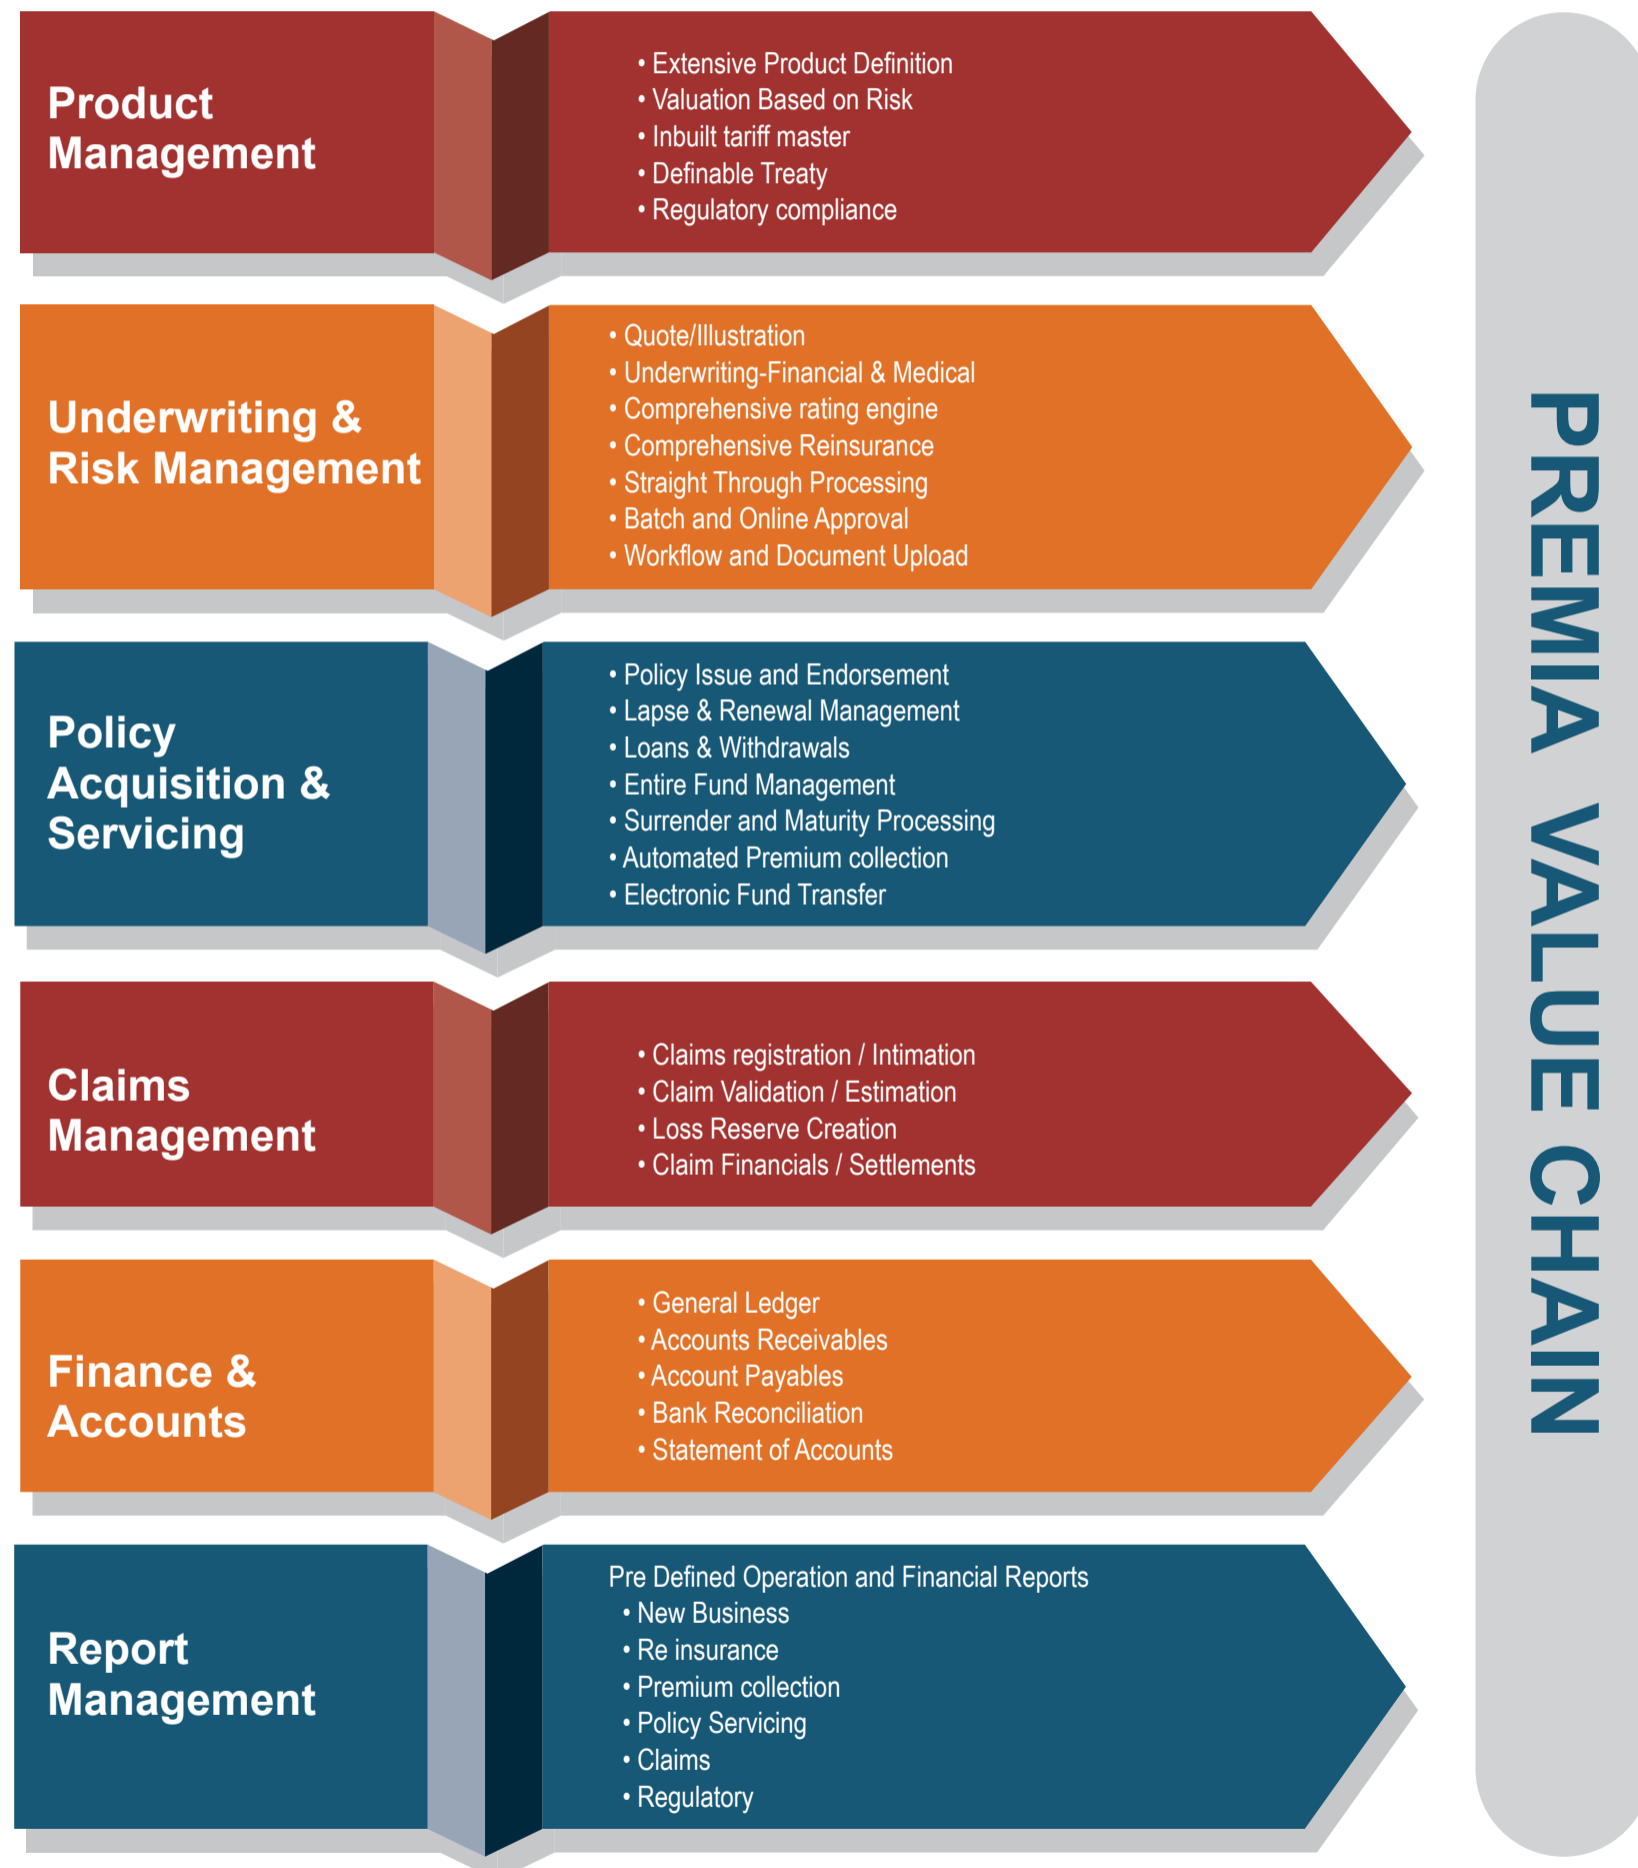 Product
Management
• Extensive Product Definition
• Valuation Based on Risk
• Inbuilt tariff master
• Definable Treaty
• Regulatory compliance
Underwriting &
Risk Management
• Quote/Illustration
• Underwriting-Financial & Medical
• Comprehensive rating engine
• Comprehensive Reinsurance
• Straight Through Processing
• Batch and Online Approval
• Workflow and Document Upload
Policy
Acquisition &
Servicing
• Policy Issue and Endorsement
• Lapse & Renewal Management
• Loans & Withdrawals
• Entire Fund Management
• Surrender and Maturity Processing
• Automated Premium collection
• Electronic Fund Transfer
Claims
Management
• Claims registration / Intimation
• Claim Validation / Estimation
• Loss Reserve Creation
• Claim Financials / Settlements
Finance &
Accounts
• General Ledger
• Accounts Receivables
• Account Payables
• Bank Reconciliation
• Statement of Accounts
Report
Management
Pre Defined Operation and Financial Reports
• New Business
• Re insurance
• Premium collection
• Policy Servicing
• Claims
• Regulatory
PREMIA VALUE CHAIN